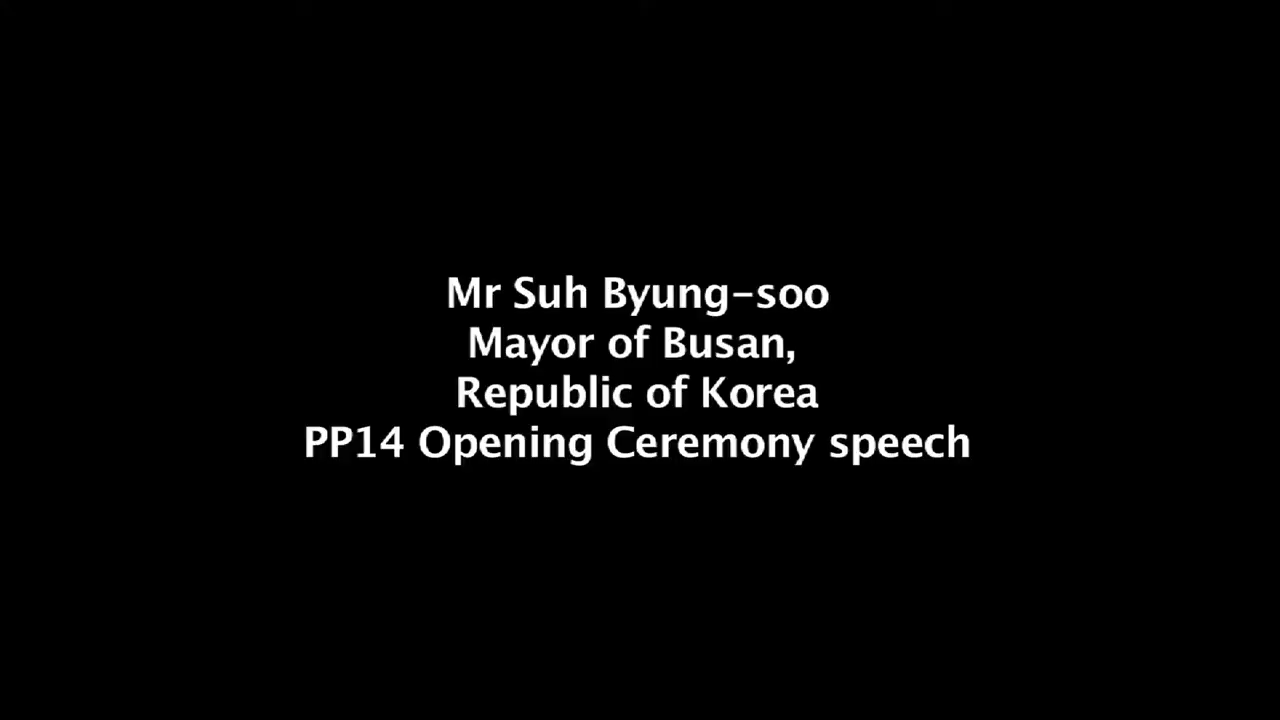 Mr Suh Byung-soo
Mayor of Busan,
Republic of Korea
PP14 Opening Ceremony speech